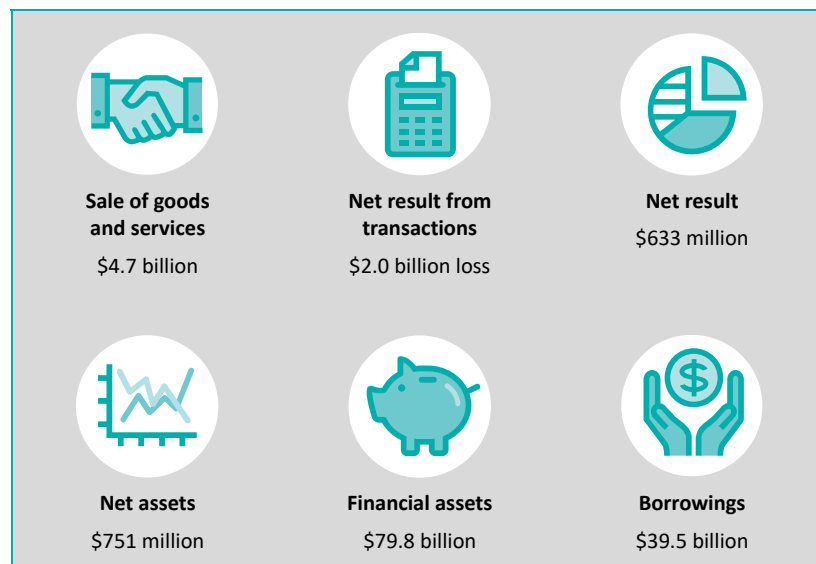 Sale of goods
and services
$4.7 billion
Net result from
transactions
$2.0 billion loss
Net result
$633 million
Net assets
$751 million
Financial assets
$79.8 billion
Borrowings
$39.5 billion